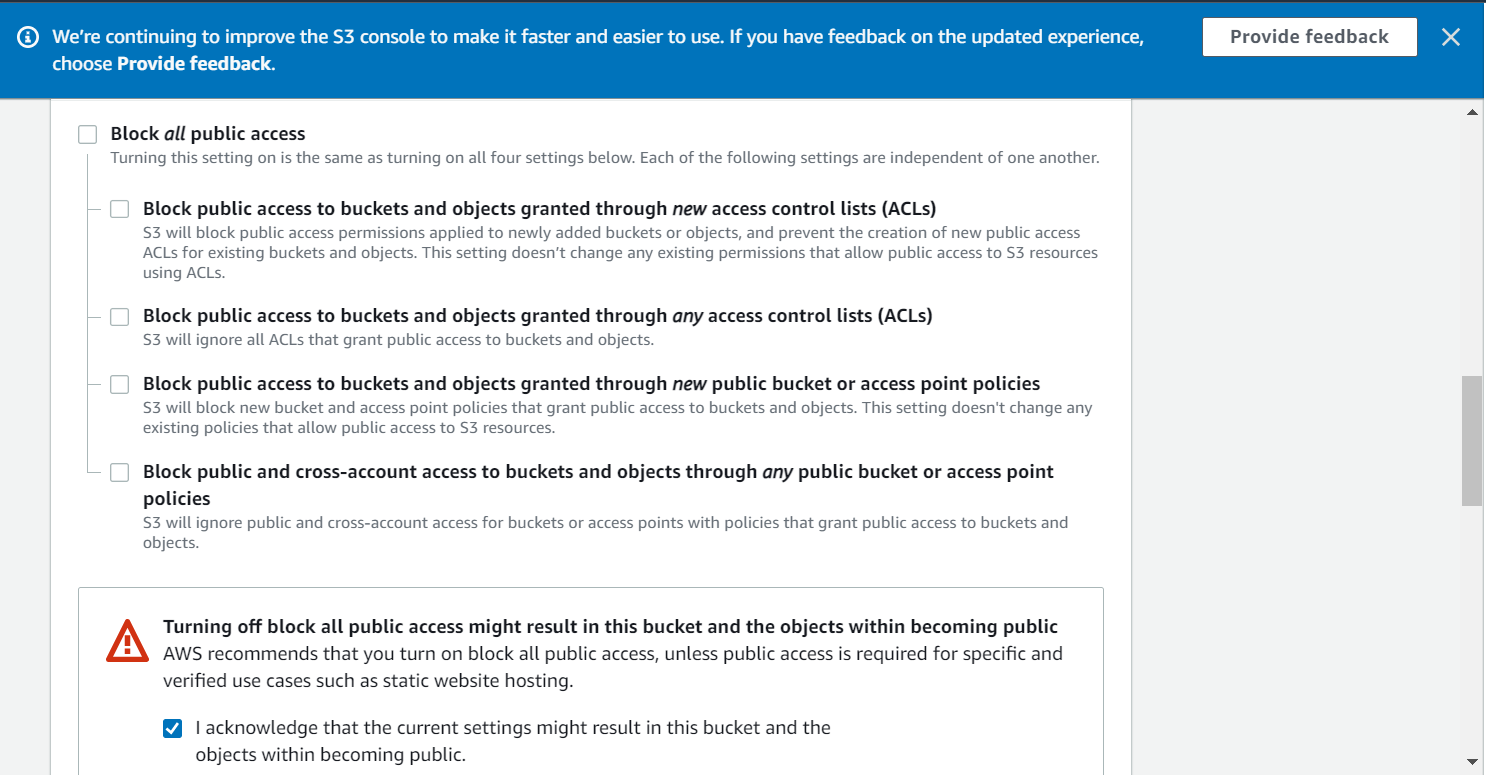 We’re continuing to improve the S3 console to make it faster and easier to use. If you have feedback on the updated experience,
choose Provide feedback.
Provide feedback
Block all public access
Turning this setting on is the same as turning on all four settings below. Each of the following settings are independent of one another.
Block public access to buckets and objects granted through new access control lists (ACLs)
S3 will block public access permissions applied to newly added buckets or objects, and prevent the creation of new public access
ACLs for existing buckets and objects. This setting doesn’t change any existing permissions that allow public access to S3 resources
using ACLs.
Block public access to buckets and objects granted through any access control lists (ACLs)
S3 will ignore all ACLs that grant public access to buckets and objects.
Block public access to buckets and objects granted through new public bucket or access point policies
S3 will block new bucket and access point policies that grant public access to buckets and objects. This setting doesn't change any
existing policies that allow public access to S3 resources.
Block public and cross-account access to buckets and objects through any public bucket or access point
policies
S3 will ignore public and cross-account access for buckets or access points with policies that grant public access to buckets and
objects.
Turning off block all public access might result in this bucket and the objects within becoming public
AWS recommends that you turn on block all public access, unless public access is required for specific and
verified use cases such as static website hosting.
I acknowledge that the current settings might result in this bucket and the
objects within becoming public.